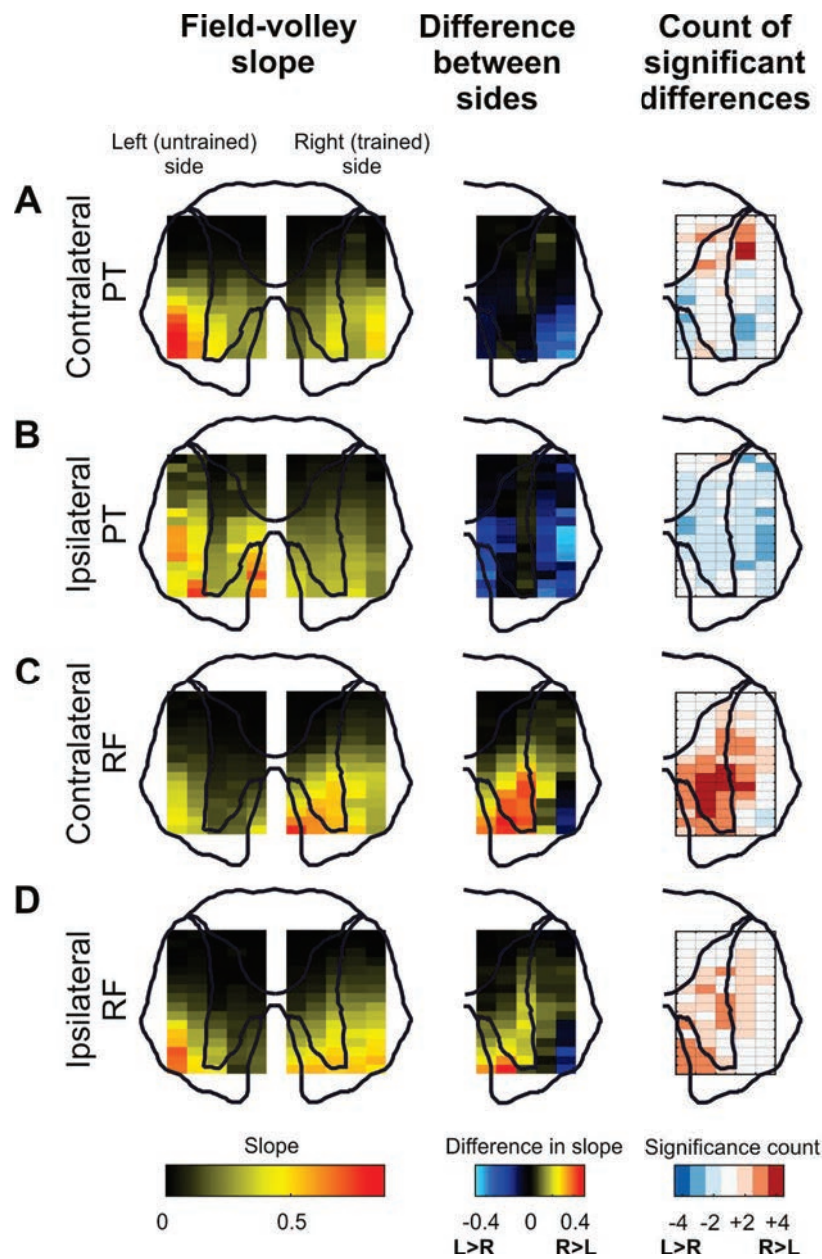 Field-volley
slope
Difference
between
sides
Count of
significant
differences
Left (untrained)
side
Right (trained)
side
A
Contralateral
PT
B
Ipsilateral
PT
C
Contralateral
RF
D
Ipsilateral
RF
Slope
0
0.5
Difference in slope
-0.4 0 0.4
L>R R>L
Significance count
-4 -2 +2 +4
L>R R>L